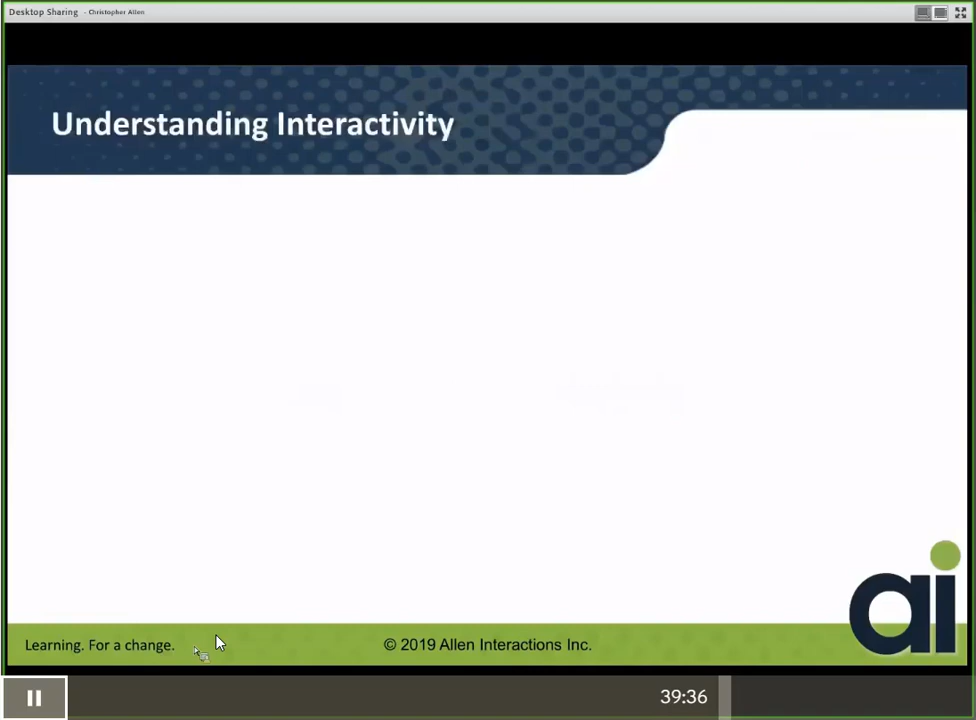 Desktop Sharing - Christopher Allen
Understanding Interactivity
ai
Learning. For a change.
© 2019 Allen Interactions Inc.
39:36